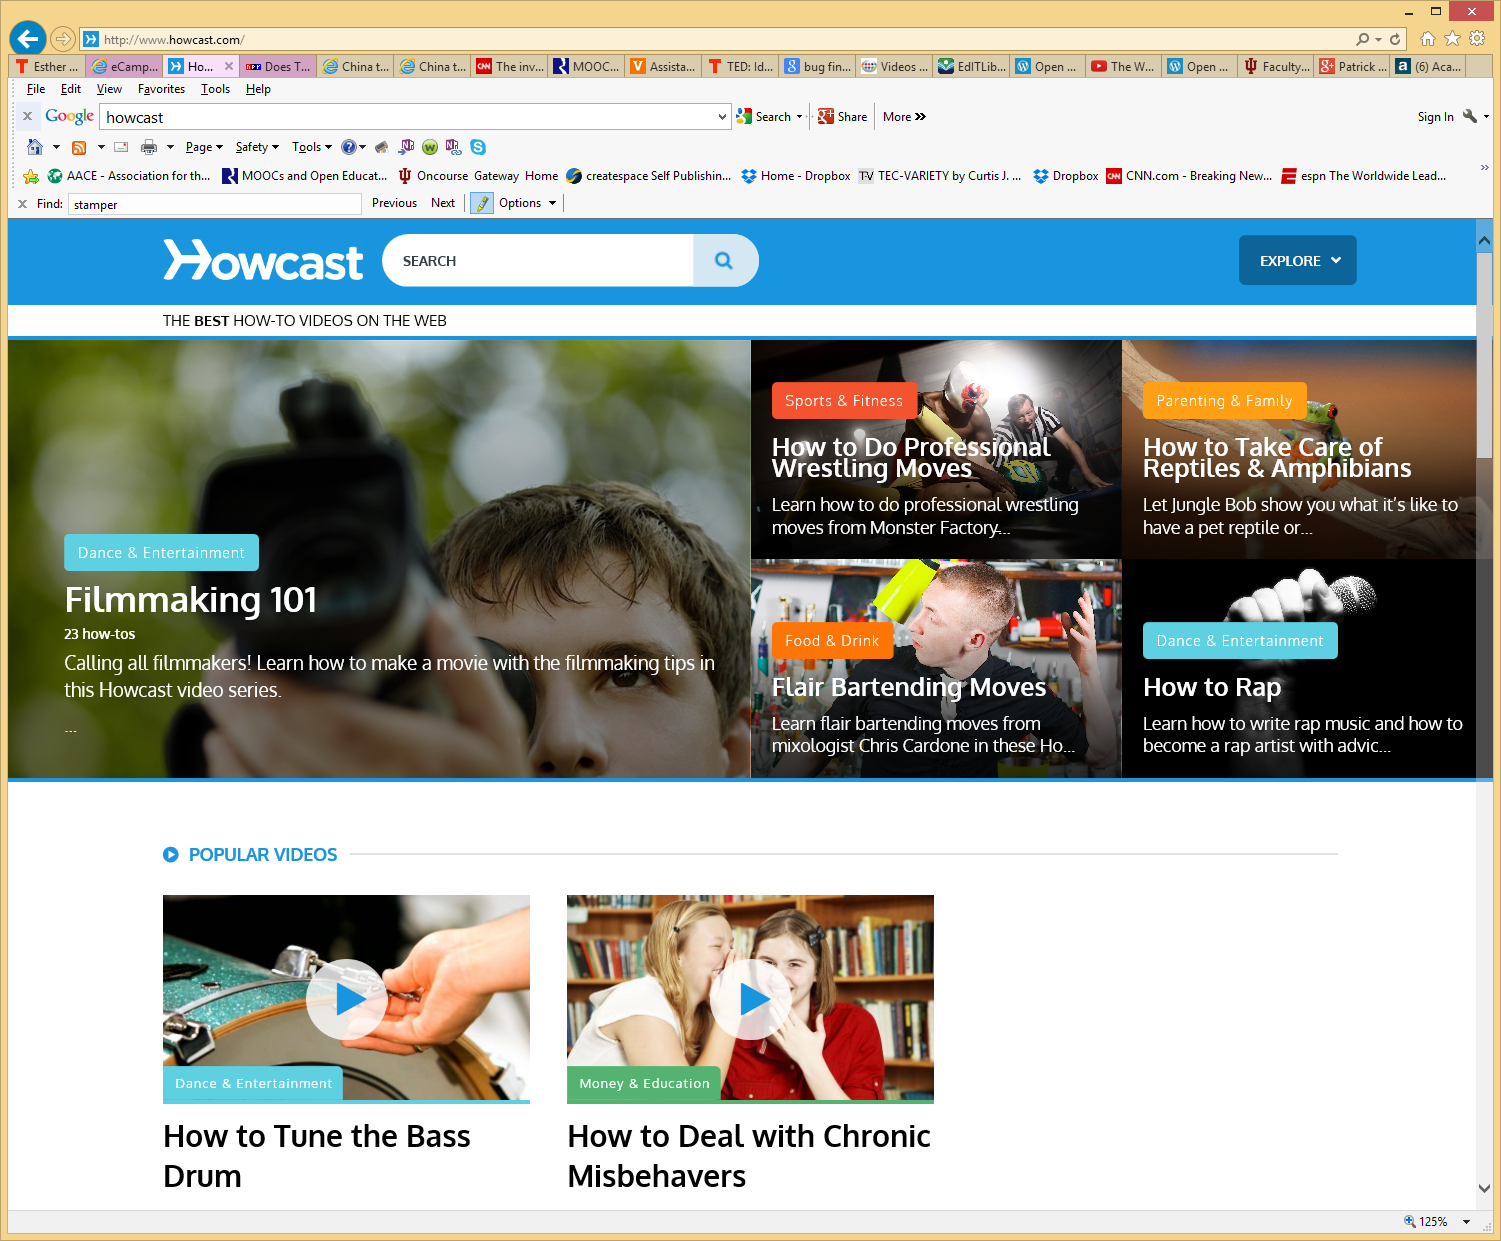 http://www.howcast.com/
Esther ...
eCamp...
Ho...
Does T...
China t...
China t...
The inv...
MOOC...
Assista...
TED: Id...
bug fin...
Videos ...
EdITLib...
Open ...
The W...
Open ...
Faculty...
Patrick ...
(6) Aca...
File Edit View Favorites Tools Help
x Google howcast Search Share More » Sign In
Page Safety Tools
AACE - Association for th... MOOCs and Open Educat... Oncourse Gateway Home createspace Self Publishin... Home - Dropbox TEC-VARIETY by Curtis J. ... Dropbox CNN.com - Breaking New... espn The Worldwide Lead... »
x Find: stamper Previous Next Options
Howcast SEARCH EXPLORE
THE BEST HOW-TO VIDEOS ON THE WEB
Dance & Entertainment
Filmmaking 101
23 how-tos
Calling all filmmakers! Learn how to make a movie with the filmmaking tips in
this Howcast video series.
...
Sports & Fitness
How to Do Professional
Wrestling Moves
Learn how to do professional wrestling
moves from Monster Factory...
Parenting & Family
How to Take Care of
Reptiles & Amphibians
Let Jungle Bob show you what it's like to
have a pet reptile or...
Food & Drink
Flair Bartending Moves
Learn flair bartending moves from
mixologist Chris Cardone in these Ho...
Dance & Entertainment
How to Rap
Learn how to write rap music and how to
become a rap artist with advic...
POPULAR VIDEOS
Dance & Entertainment
How to Tune the Bass
Drum
Money & Education
How to Deal with Chronic
Misbehavers
125%